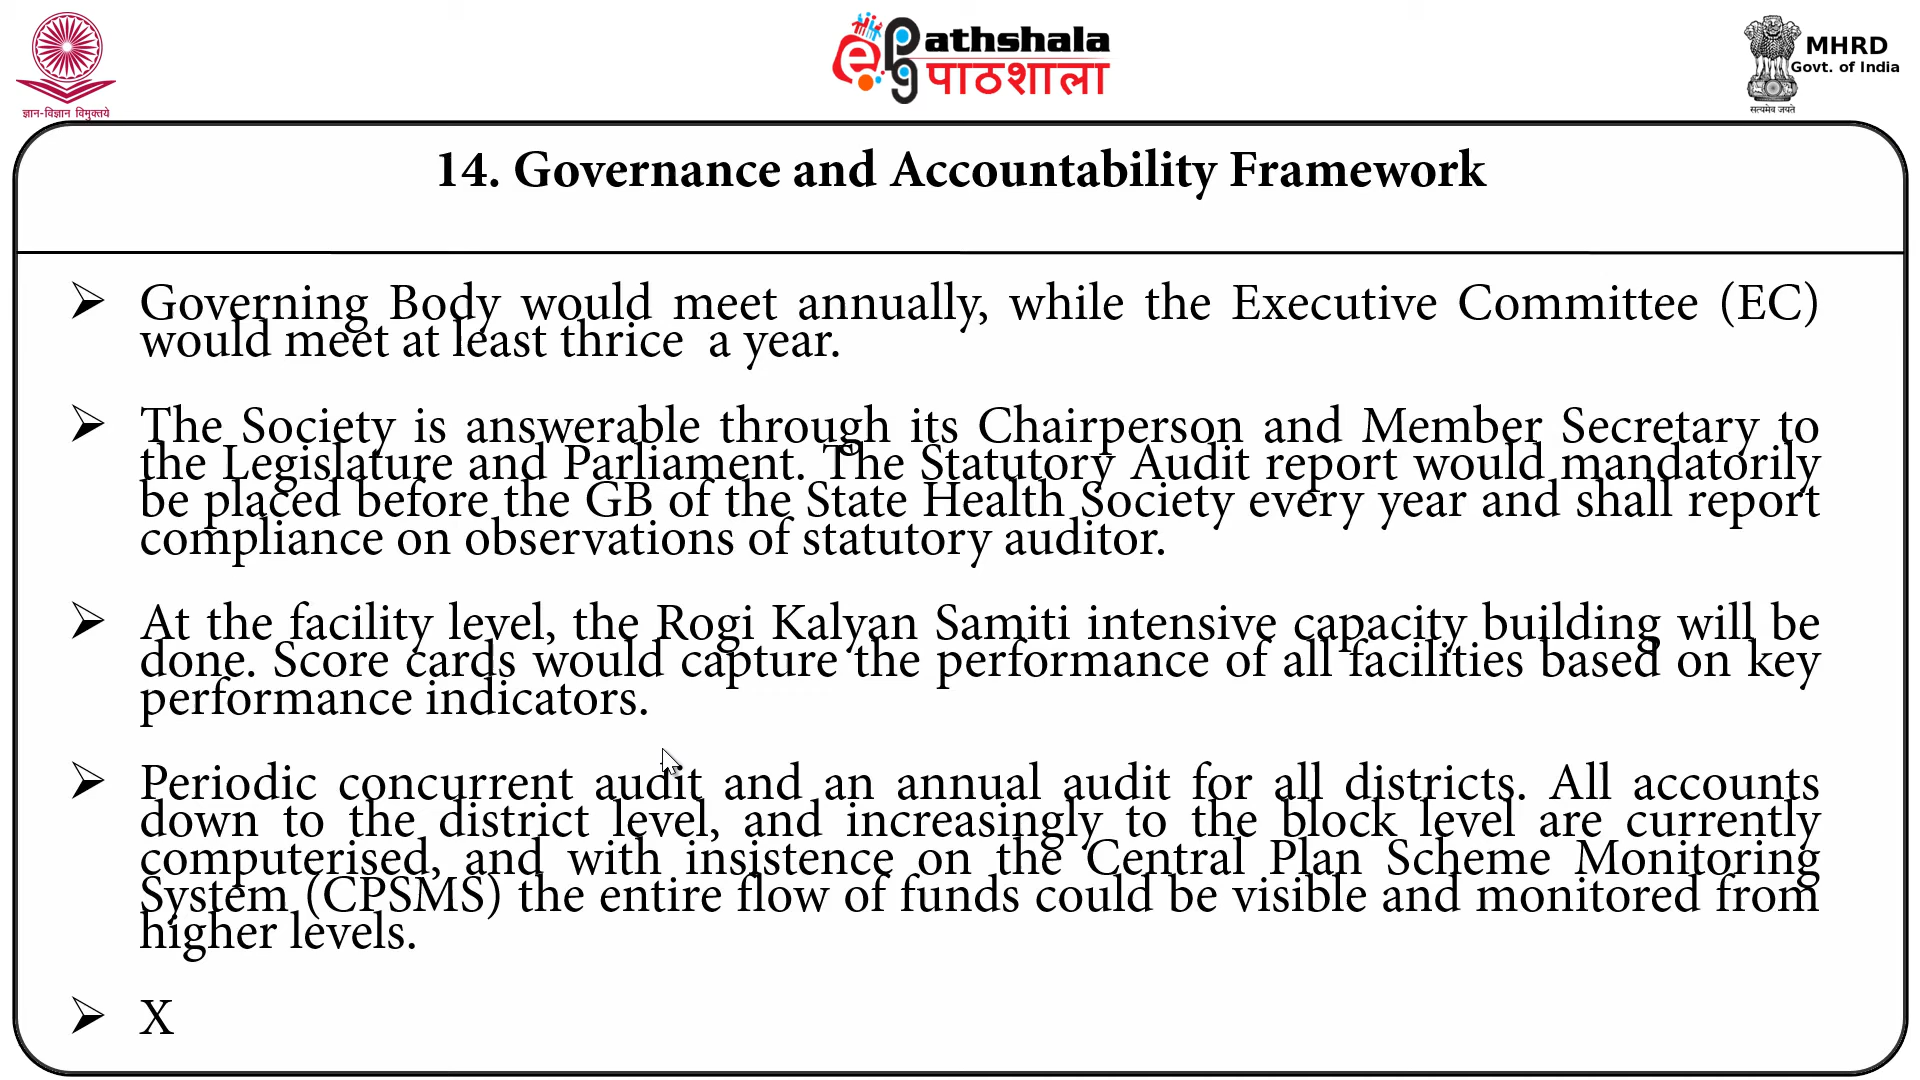 ज्ञान-विज्ञान विमुक्तये
ePg
athshala
पाठशाला
MHRD
Govt. of India
सत्यमेव जयते
14. Governance and Accountability Framework
Governing Body would meet annually, while the Executive Committee (EC)
would meet at least thrice a year.
The Society is answerable through its Chairperson and Member Secretary to
the Legislature and Parliament. The Statutory Audit report would mandatorily
be placed before the GB of the State Health Society every year and shall report
compliance on observations of statutory auditor.
At the facility level, the Rogi Kalyan Samiti intensive capacity building will be
done. Score cards would capture the performance of all facilities based on key
performance indicators.
Periodic concurrent audit and an annual audit for all districts. All accounts
down to the district level, and increasingly to the block level are currently
computerised, and with insistence on the Central Plan Scheme Monitoring
System (CPSMS) the entire flow of funds could be visible and monitored from
higher levels.
X